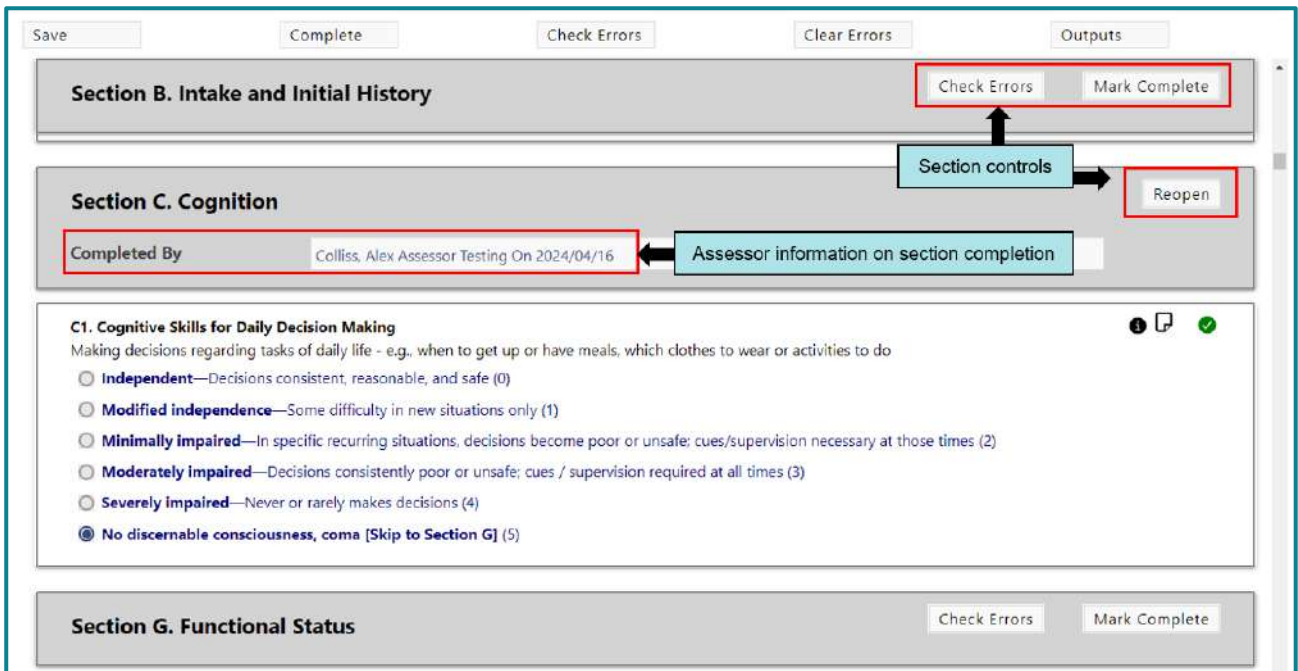 Save Complete Check Errors Clear Errors Outputs
Section B. Intake and Initial History Check Errors Mark Complete
Section controls
Section C. Cognition Reopen
Completed By Colliss, Alex Assessor Testing On 2024/04/16 Assessor information on section completion
C1. Cognitive Skills for Daily Decision Making
Making decisions regarding tasks of daily life - e.g., when to get up or have meals, which clothes to wear or activities to do
Independent—Decisions consistent, reasonable, and safe (0)
Modified independence—Some difficulty in new situations only (1)
Minimally impaired—In specific recurring situations, decisions become poor or unsafe; cues/supervision necessary at those times (2)
Moderately impaired—Decisions consistently poor or unsafe; cues / supervision required at all times (3)
Severely impaired—Never or rarely makes decisions (4)
No discernable consciousness, coma [Skip to Section G] (5)
Section G. Functional Status Check Errors Mark Complete